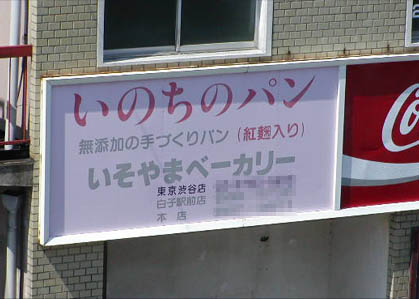 いのちのパン
無添加の手づくりパン（紅麹入り）
いそやまベーカリー
東京渋谷店
白子駅前店
本店